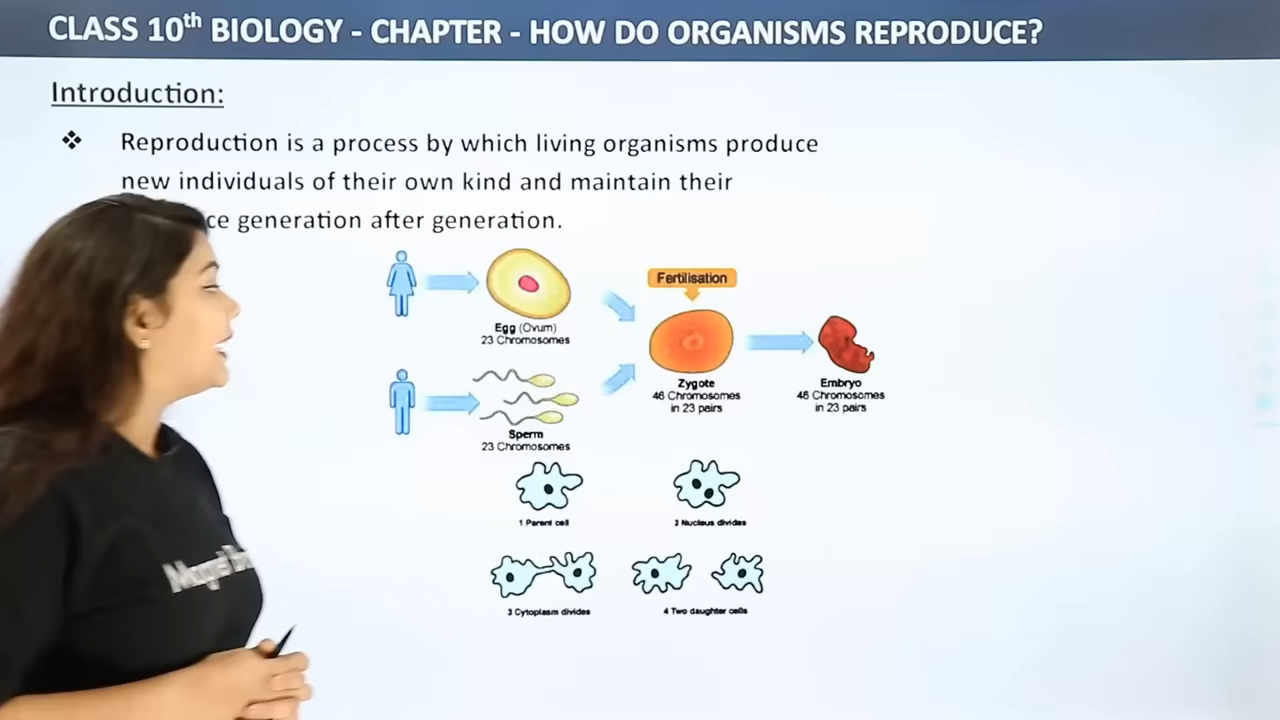 CLASS 10th BIOLOGY - CHAPTER - HOW DO ORGANISMS REPRODUCE?
Introduction:
❖ Reproduction is a process by which living organisms produce
new individuals of their own kind and maintain their
ce generation after generation.
Fertilisation
Egg (Ovum)
23 Chromosomes
Zygote
46 Chromosomes
in 23 pairs
Embryo
46 Chromosomes
in 23 pairs
Sperm
23 Chromosomes
1 Parent cell
2 Nucleus divides
3 Cytoplasm divides
4 Two daughter cells